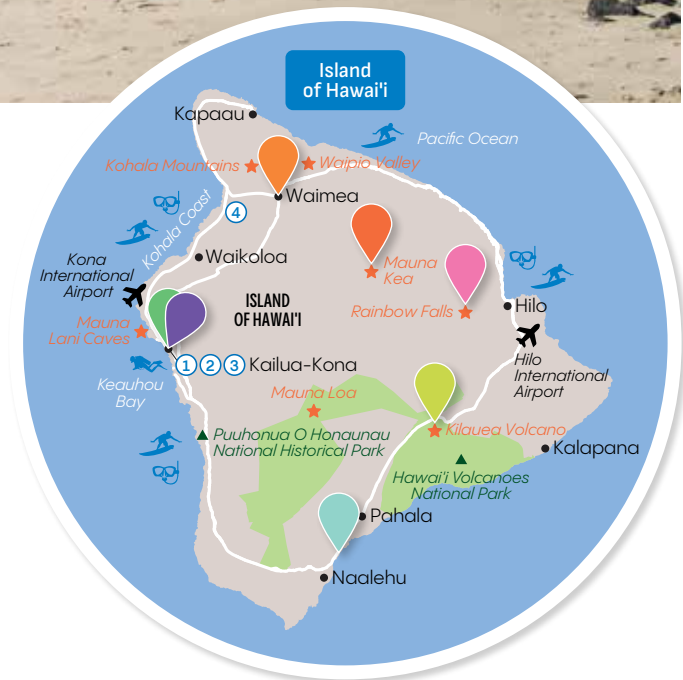 Island
of Hawai'i
Kapaau
Pacific Ocean
Kohala Mountains
Waipio Valley
Waimea
4
Kohala Coast
Waikoloa
Kona
International
Airport
Mauna
Kea
ISLAND
OF HAWAI'I
Rainbow Falls
Hilo
Mauna
Lani Caves
Hilo
International
Airport
1 2 3 Kailua-Kona
Keauhou
Bay
Mauna Loa
Kilauea Volcano
Puuhonua O Honaunau
National Historical Park
Kalapana
Hawai'i Volcanoes
National Park
Pahala
Naalehu